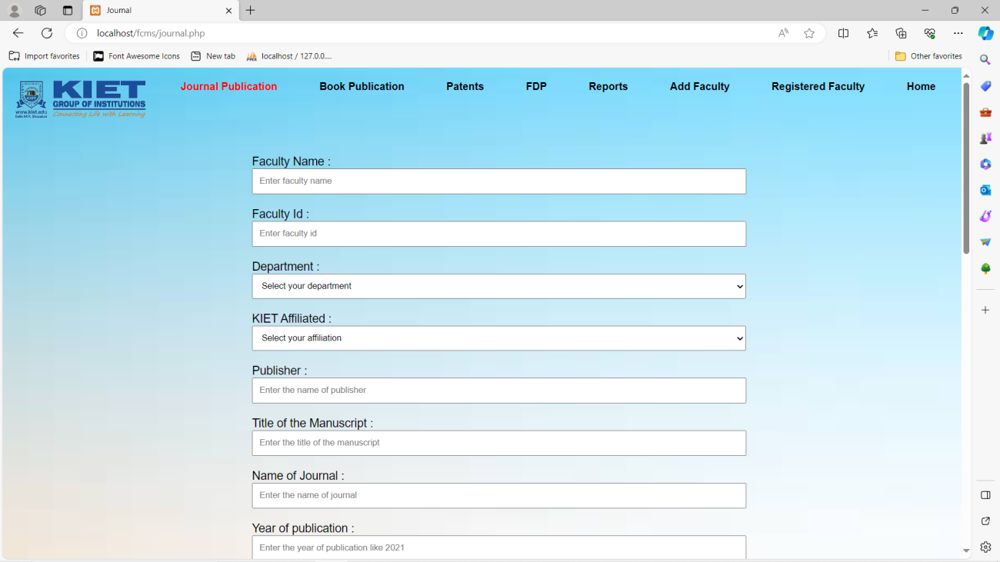 Journal
localhost/fcms/journal.php
Import favorites Font Awesome Icons New tab localhost / 127.0.0.... Other favorites
KIET
GROUP OF INSTITUTIONS
www.kiet.edu
Delhi-NCR, Ghaziabad
Connecting Life with Learning
Journal Publication Book Publication Patents FDP Reports Add Faculty Registered Faculty Home
Faculty Name :
Enter faculty name
Faculty Id :
Enter faculty id
Department :
Select your department
KIET Affiliated :
Select your affiliation
Publisher :
Enter the name of publisher
Title of the Manuscript :
Enter the title of the manuscript
Name of Journal :
Enter the name of journal
Year of publication :
Enter the year of publication like 2021